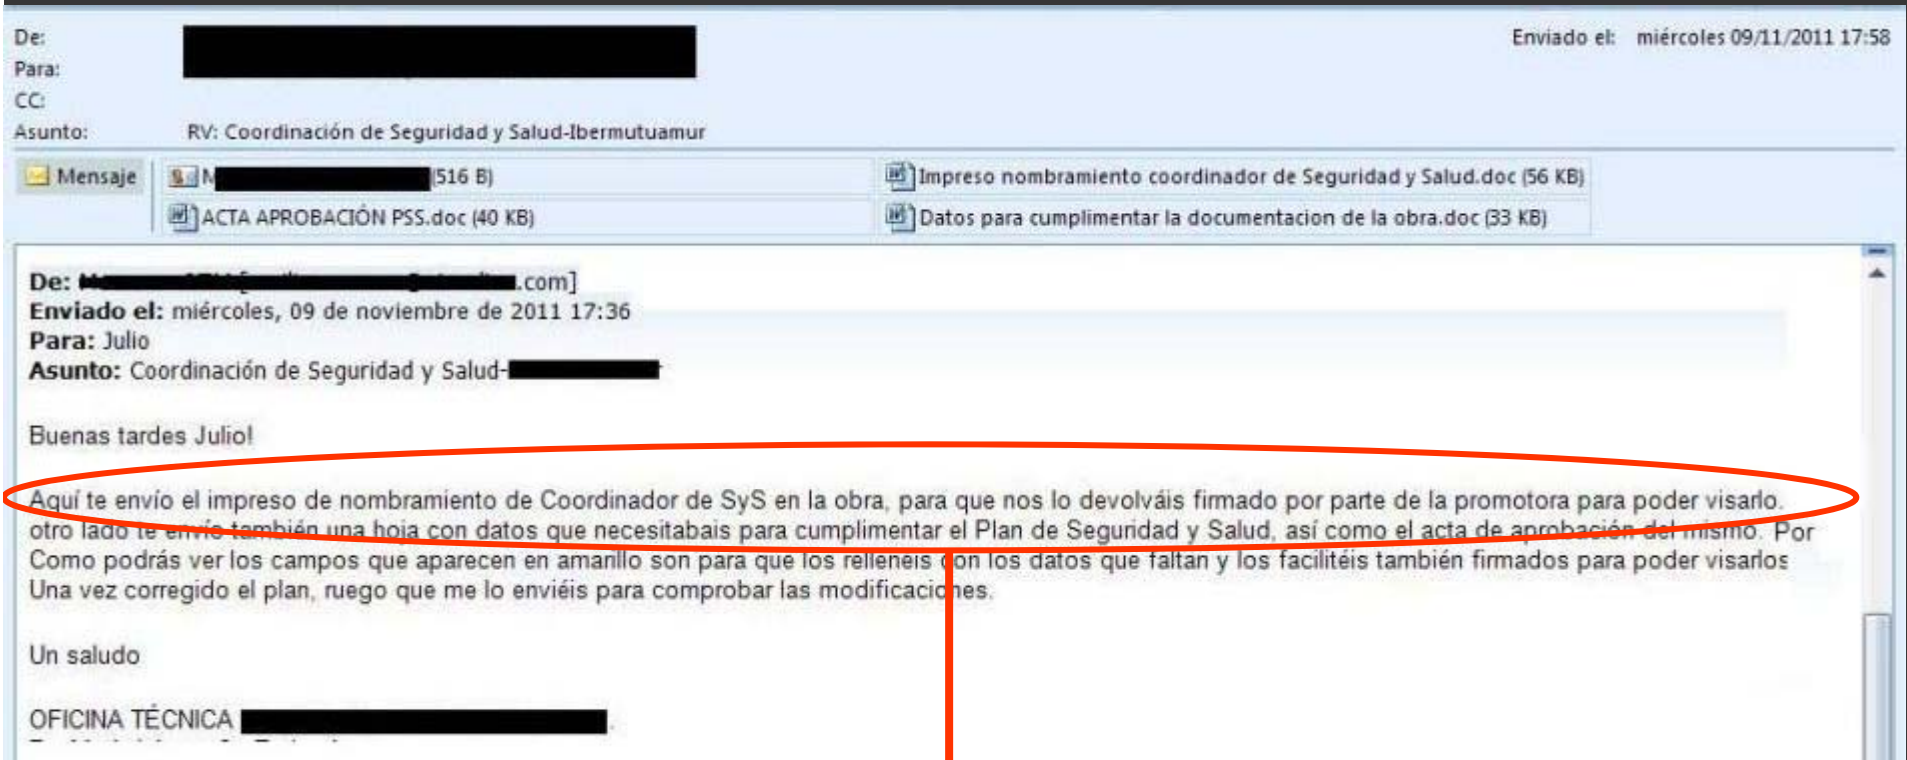 De:
Enviado el: miércoles 09/11/2011 17:58
Para:
CC:
Asunto: RV: Coordinación de Seguridad y Salud-Ibermutuamur
Mensaje
M (516 B)
Impreso nombramiento coordinador de Seguridad y Salud.doc (56 KB)
ACTA APROBACIÓN PSS.doc (40 KB)
Datos para cumplimentar la documentacion de la obra.doc (33 KB)
De: .com]
Enviado el: miércoles, 09 de noviembre de 2011 17:36
Para: Julio
Asunto: Coordinación de Seguridad y Salud-
Buenas tardes Julio!
Aquí te envío el impreso de nombramiento de Coordinador de SyS en la obra, para que nos lo devolváis firmado por parte de la promotora para poder visarlo.
otro lado te envío también una hoja con datos que necesitabais para cumplimentar el Plan de Seguridad y Salud, así como el acta de aprobación del mismo. Por
Como podrás ver los campos que aparecen en amarillo son para que los rellenéis con los datos que faltan y los facilitéis también firmados para poder visarlos
Una vez corregido el plan, ruego que me lo enviéis para comprobar las modificaciones.
Un saludo
OFICINA TÉCNICA